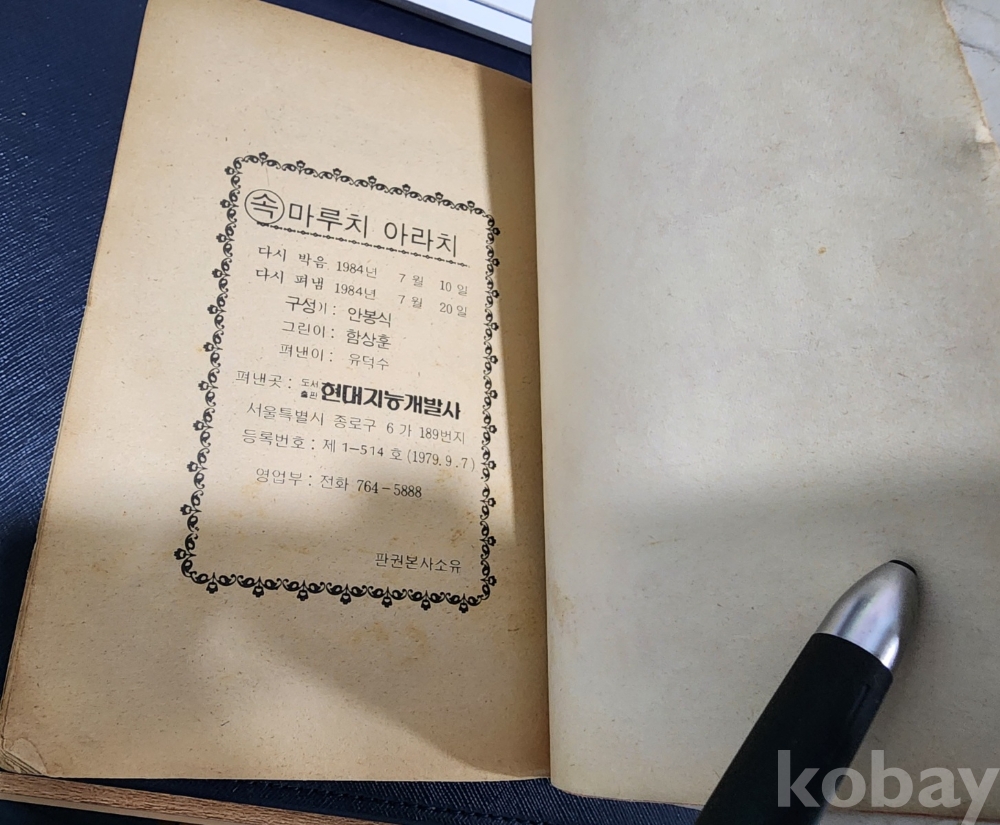 속 마루치 아라치
다시 박음 1984년 7월 10일
다시 펴냄 1984년 7월 20일
구성이 : 안봉식
그린이 : 함상훈
펴낸이 : 유덕수
펴낸곳 : 도서출판 현대지능개발사
서울특별시 종로구 6가 189번지
등록번호 : 제 1-514 호 (1979.9.7)
영업부 : 전화 764-5888
판권본사소유
kobay